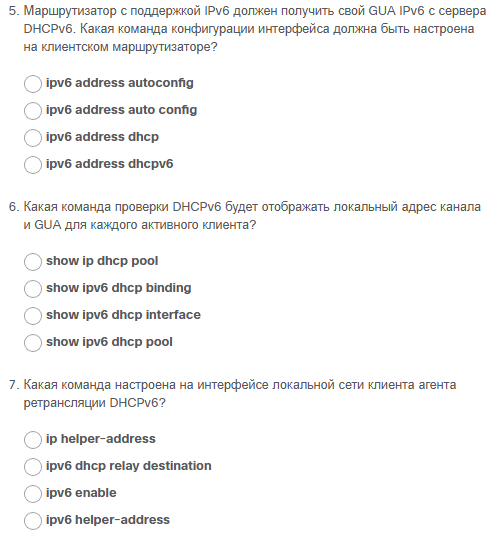 5. Маршрутизатор с поддержкой IPv6 должен получить свой GUA IPv6 с сервера
DHCPv6. Какая команда конфигурации интерфейса должна быть настроена
на клиентском маршрутизаторе?
ipv6 address autoconfig
ipv6 address auto config
ipv6 address dhcp
ipv6 address dhcpv6
6. Какая команда проверки DHCPv6 будет отображать локальный адрес канала
и GUA для каждого активного клиента?
show ip dhcp pool
show ipv6 dhcp binding
show ipv6 dhcp interface
show ipv6 dhcp pool
7. Какая команда настроена на интерфейсе локальной сети клиента агента
ретрансляции DHCPv6?
ip helper-address
ipv6 dhcp relay destination
ipv6 enable
ipv6 helper-address